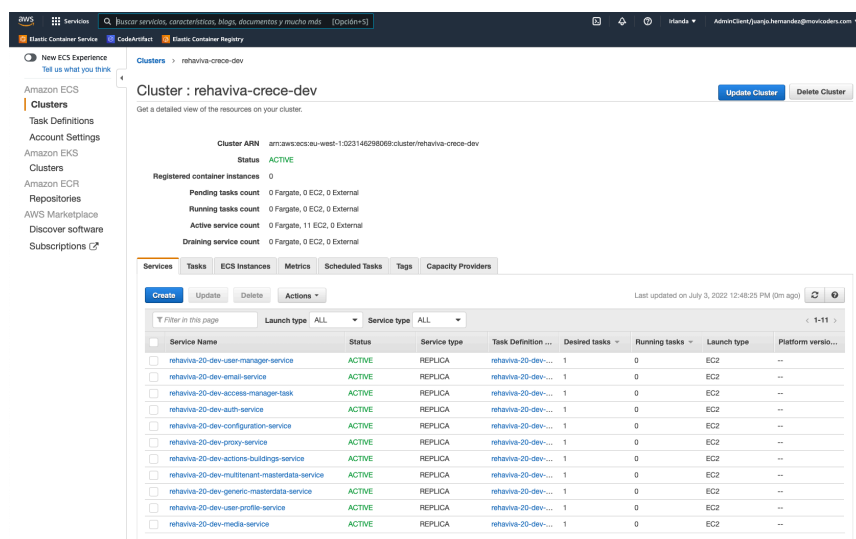 aws
Servicios
Buscar servicios, características, blogs, documentos y mucho más [Opción+S]
Irlanda ▼
AdminClient/juanjo.hernandez@movicoders.com
Elastic Container Service
CodeArtifact
Elastic Container Registry
New ECS Experience
Tell us what you think
Amazon ECS
Clusters
Task Definitions
Account Settings
Amazon EKS
Clusters
Amazon ECR
Repositories
AWS Marketplace
Discover software
Subscriptions
Clusters > rehaviva-crece-dev
Cluster : rehaviva-crece-dev
Update Cluster
Delete Cluster
Get a detailed view of the resources on your cluster.
Cluster ARN arn:aws:ecs:eu-west-1:023146298069:cluster/rehaviva-crece-dev
Status ACTIVE
Registered container instances 0
Pending tasks count 0 Fargate, 0 EC2, 0 External
Running tasks count 0 Fargate, 0 EC2, 0 External
Active service count 0 Fargate, 11 EC2, 0 External
Draining service count 0 Fargate, 0 EC2, 0 External
Services Tasks ECS Instances Metrics Scheduled Tasks Tags Capacity Providers
Create Update Delete Actions
Last updated on July 3, 2022 12:48:25 PM (0m ago)
Filter in this page Launch type ALL Service type ALL < 1-11 >
Service Name Status Service type Task Definition ... Desired tasks Running tasks Launch type Platform versio...
rehaviva-20-dev-user-manager-service ACTIVE REPLICA rehaviva-20-dev-... 1 0 EC2 --
rehaviva-20-dev-email-service ACTIVE REPLICA rehaviva-20-dev-... 1 0 EC2 --
rehaviva-20-dev-access-manager-task ACTIVE REPLICA rehaviva-20-dev-... 1 0 EC2 --
rehaviva-20-dev-auth-service ACTIVE REPLICA rehaviva-20-dev-... 1 0 EC2 --
rehaviva-20-dev-configuration-service ACTIVE REPLICA rehaviva-20-dev-... 1 0 EC2 --
rehaviva-20-dev-proxy-service ACTIVE REPLICA rehaviva-20-dev-... 1 0 EC2 --
rehaviva-20-dev-actions-buildings-service ACTIVE REPLICA rehaviva-20-dev-... 1 0 EC2 --
rehaviva-20-dev-multitenant-masterdata-service ACTIVE REPLICA rehaviva-20-dev-... 1 0 EC2 --
rehaviva-20-dev-generic-masterdata-service ACTIVE REPLICA rehaviva-20-dev-... 1 0 EC2 --
rehaviva-20-dev-user-profile-service ACTIVE REPLICA rehaviva-20-dev-... 1 0 EC2 --
rehaviva-20-dev-media-service ACTIVE REPLICA rehaviva-20-dev-... 1 0 EC2 --